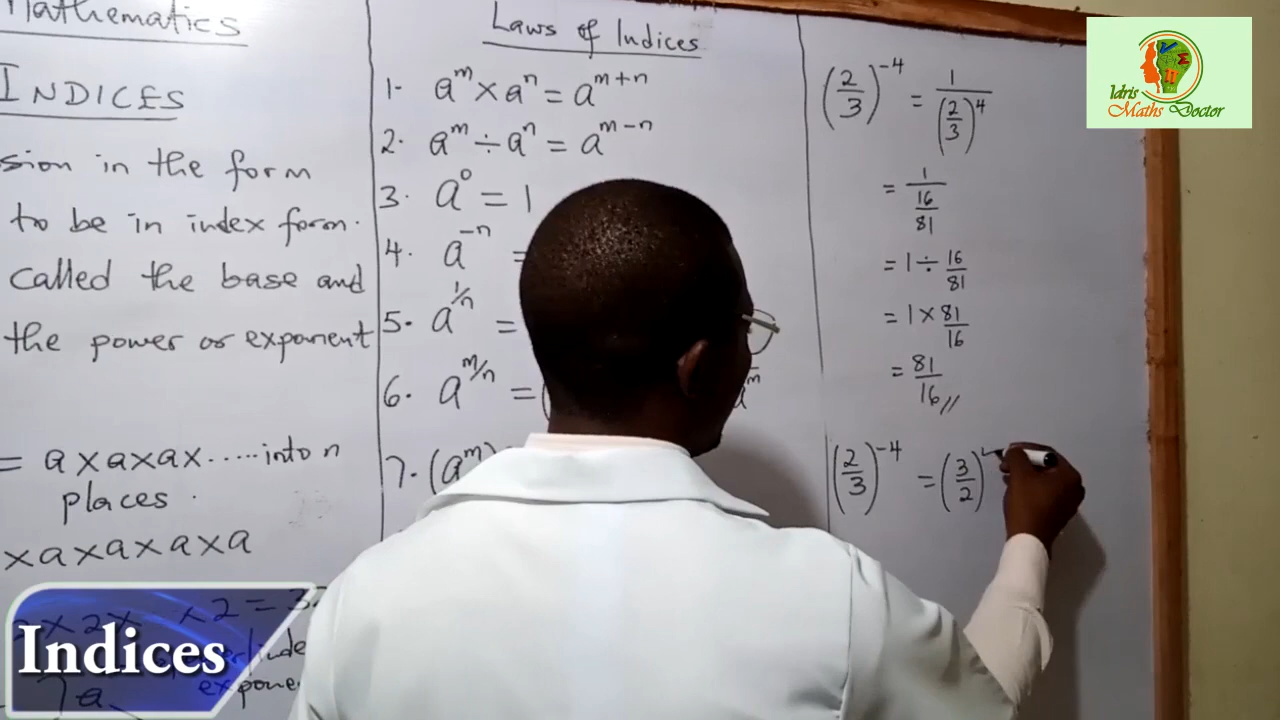 Mathematics
INDICES
sion in the form
to be in index form.
called the base and
the power or exponent
= a×a×a×.....into n
places.
×a×a×a×a
×2 = 3
expone
Indices
Laws of Indices
1. a^m × a^n = a^(m+n)
2. a^m ÷ a^n = a^(m-n)
3. a^0 = 1
4. a^-n =
5. a^(1/n) =
6. a^(m/n) = (
7. (a^m)
(2/3)^-4 = 1/(2/3)^4
= 1/(16/81)
= 1 ÷ 16/81
= 1 × 81/16
= 81/16 //
(2/3)^-4 = (3/2)
Idris
Maths Doctor